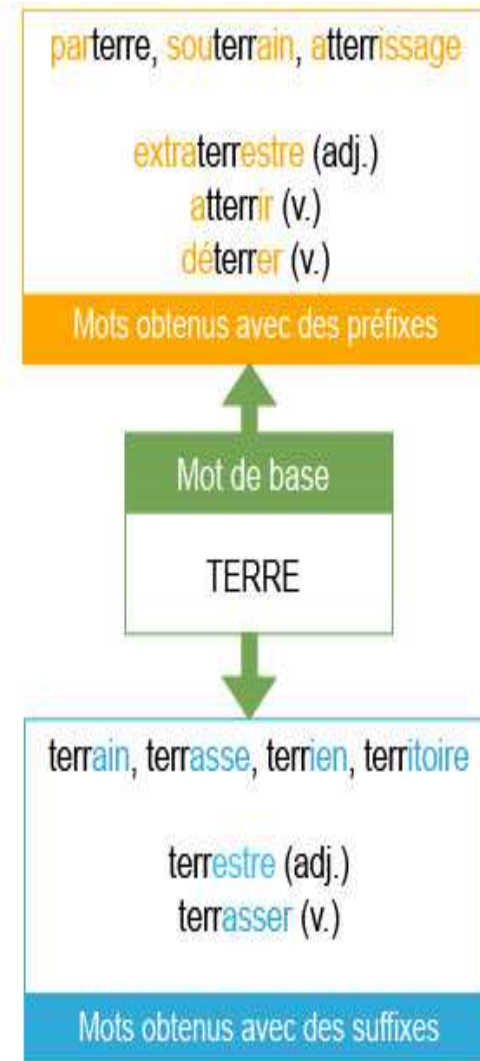 parterre, souterrain, atterrissage
extraterrestre (adj.)
atterrir (v.)
déterrer (v.)
Mots obtenus avec des préfixes
Mot de base
TERRE
terrain, terrasse, terrien, territoire
terrestre (adj.)
terrasser (v.)
Mots obtenus avec des suffixes